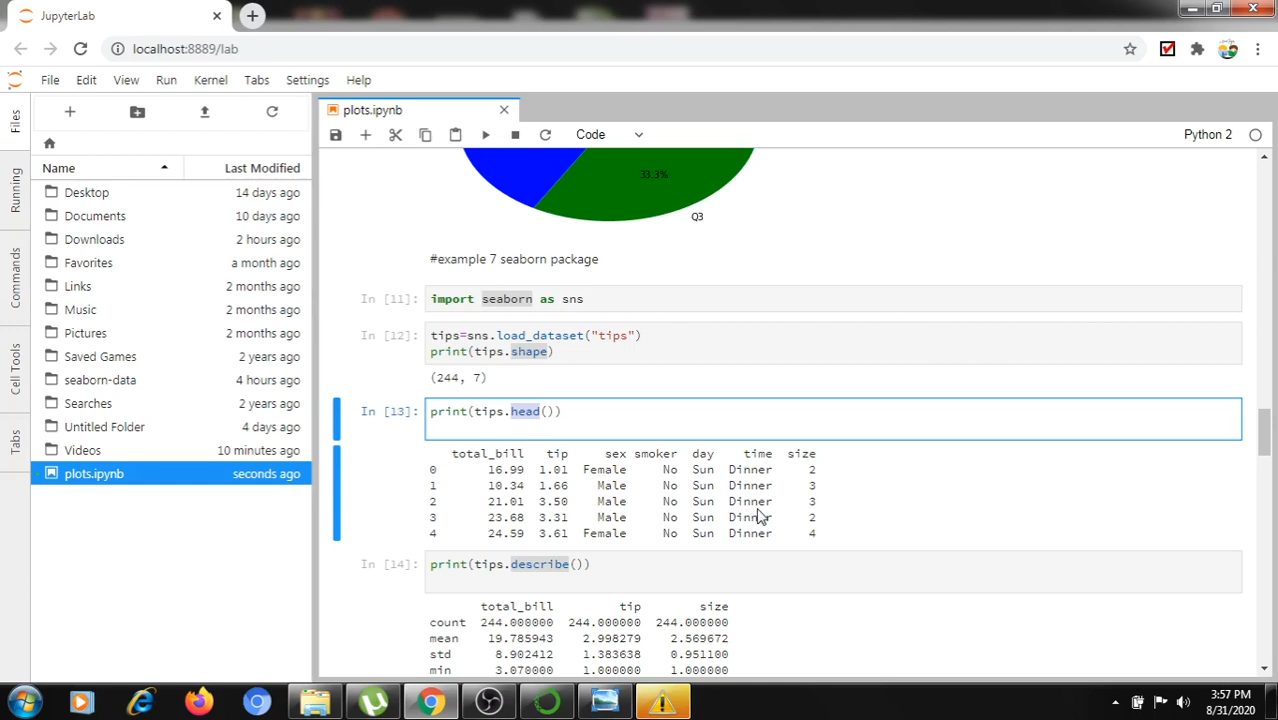 JupyterLab
localhost:8889/lab
File Edit View Run Kernel Tabs Settings Help
Files
Running
Commands
Cell Tools
Tabs
Name Last Modified
Desktop 14 days ago
Documents 10 days ago
Downloads 2 hours ago
Favorites a month ago
Links 2 months ago
Music 2 months ago
Pictures 2 months ago
Saved Games 2 years ago
seaborn-data 4 hours ago
Searches 2 years ago
Untitled Folder 4 days ago
Videos 10 minutes ago
plots.ipynb seconds ago
plots.ipynb
Code Python 2
33.3%
Q3
#example 7 seaborn package
In [11]: import seaborn as sns
In [12]: tips=sns.load_dataset("tips")
print(tips.shape)
(244, 7)
In [13]: print(tips.head())
total_bill tip sex smoker day time size
0 16.99 1.01 Female No Sun Dinner 2
1 10.34 1.66 Male No Sun Dinner 3
2 21.01 3.50 Male No Sun Dinner 3
3 23.68 3.31 Male No Sun Dinner 2
4 24.59 3.61 Female No Sun Dinner 4
In [14]: print(tips.describe())
total_bill tip size
count 244.000000 244.000000 244.000000
mean 19.785943 2.998279 2.569672
std 8.902412 1.383638 0.951100
min 3.070000 1.000000 1.000000
3:57 PM
8/31/2020